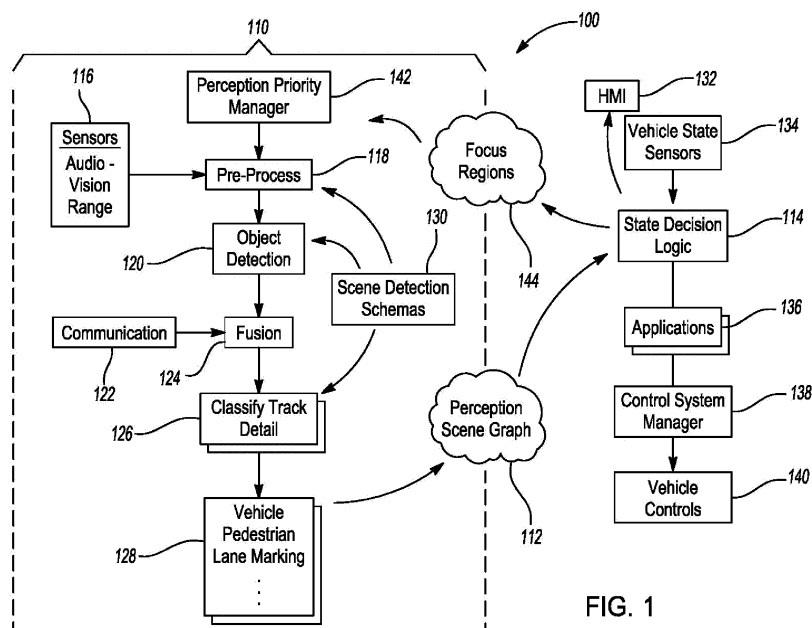 100
110
116
142
132
Perception Priority
Manager
HMI
134
Sensors
Audio -
Vision
Range
Vehicle State
Sensors
Focus
Regions
118
Pre-Process
130
114
120
Object
Detection
144
State Decision
Logic
Scene Detection
Schemas
136
Communication
Fusion
Applications
122
124
138
126
Classify Track
Detail
Perception
Scene Graph
Control System
Manager
140
112
Vehicle
Controls
128
Vehicle
Pedestrian
Lane Marking
FIG. 1